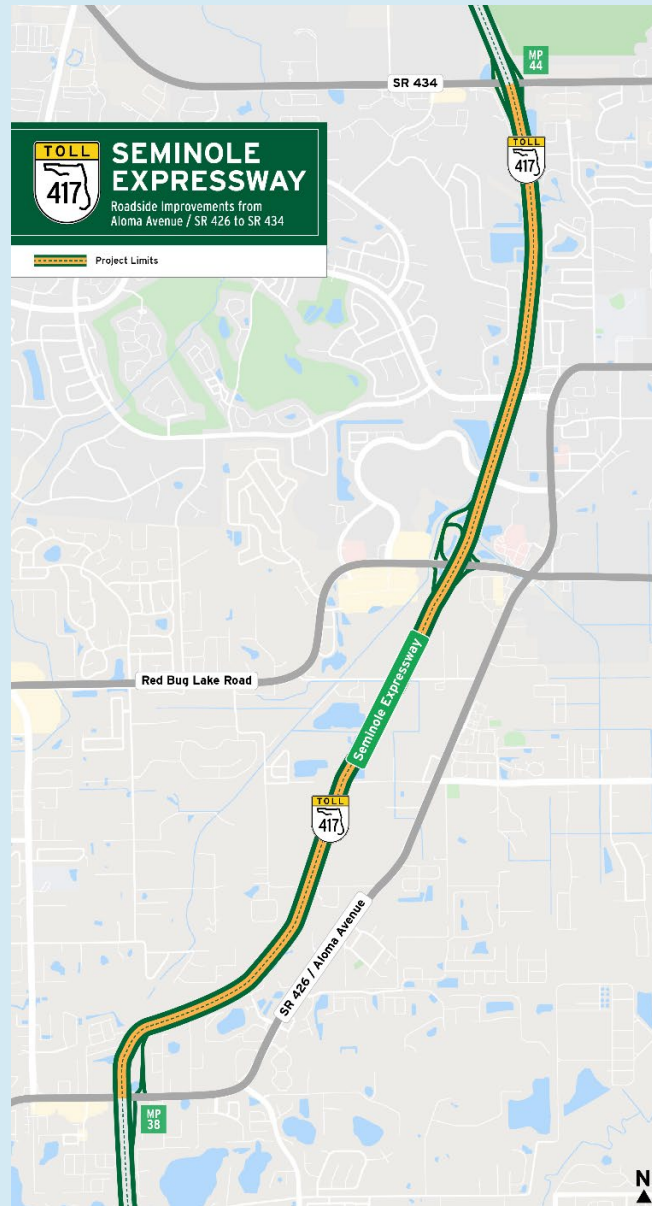 MP
44
SR 434
TOLL
417
SEMINOLE
EXPRESSWAY
Roadside Improvements from
Aloma Avenue / SR 426 to SR 434
Project Limits
TOLL
417
Red Bug Lake Road
Seminole Expressway
TOLL
417
SR 426 / Aloma Avenue
MP
38
N